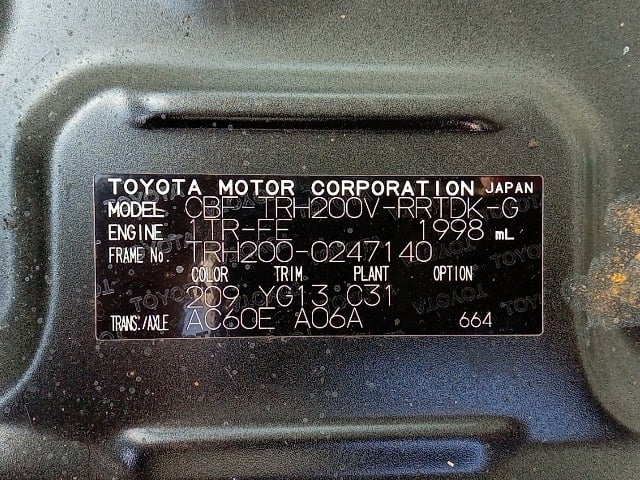 TOYOTA MOTOR CORPORATION JAPAN
MODEL CBF-TRH200V-RRTDK-G
ENGINE 1TR-FE 1998 mL
FRAME No. TRH200-0247140
COLOR TRIM PLANT OPTION
209 YG13 C31
TRANS./AXLE AC60E A06A 664